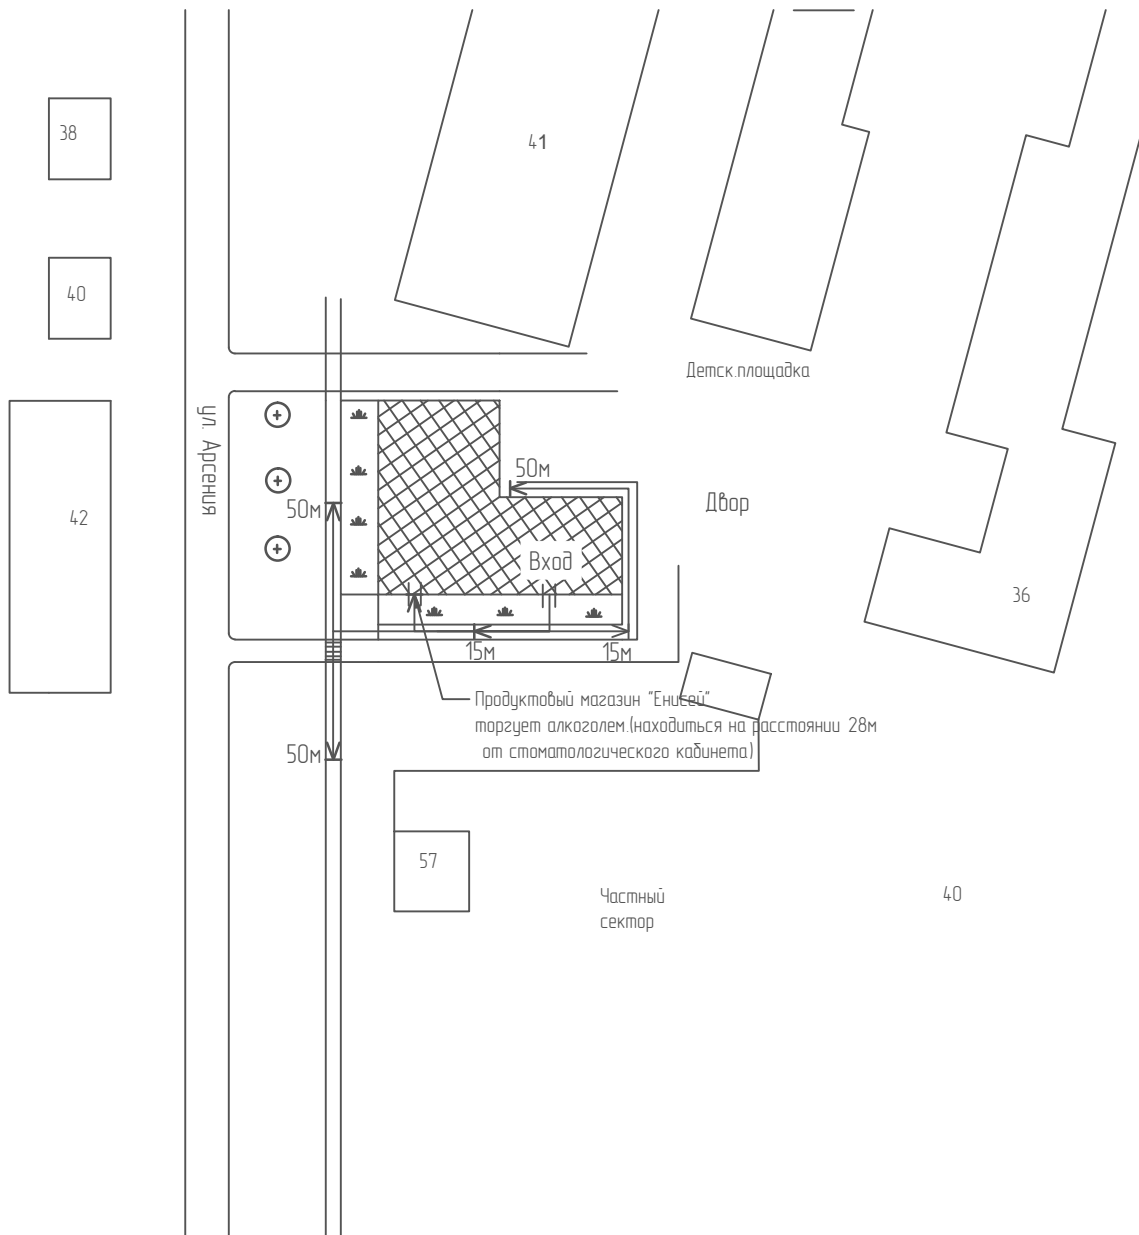 38
41
40
Детск.площадка
ул. Арсения
50м
50м
Двор
42
Вход
36
15м
15м
Продуктовый магазин "Енисей"
торгует алкоголем.(находиться на расстоянии 28м
от стоматологического кабинета)
50м
57
Частный
сектор
40